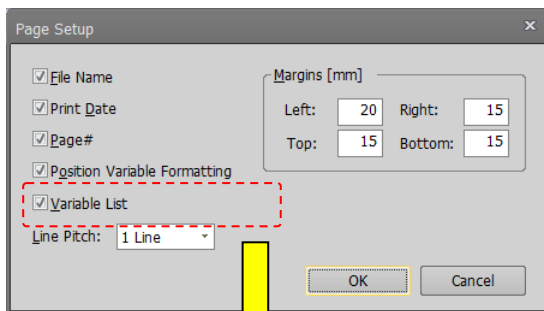 Page Setup x
File Name
Print Date
Page#
Position Variable Formatting
Variable List
Line Pitch: 1 Line
Margins [mm]
Left: 20 Right: 15
Top: 15 Bottom: 15
OK Cancel